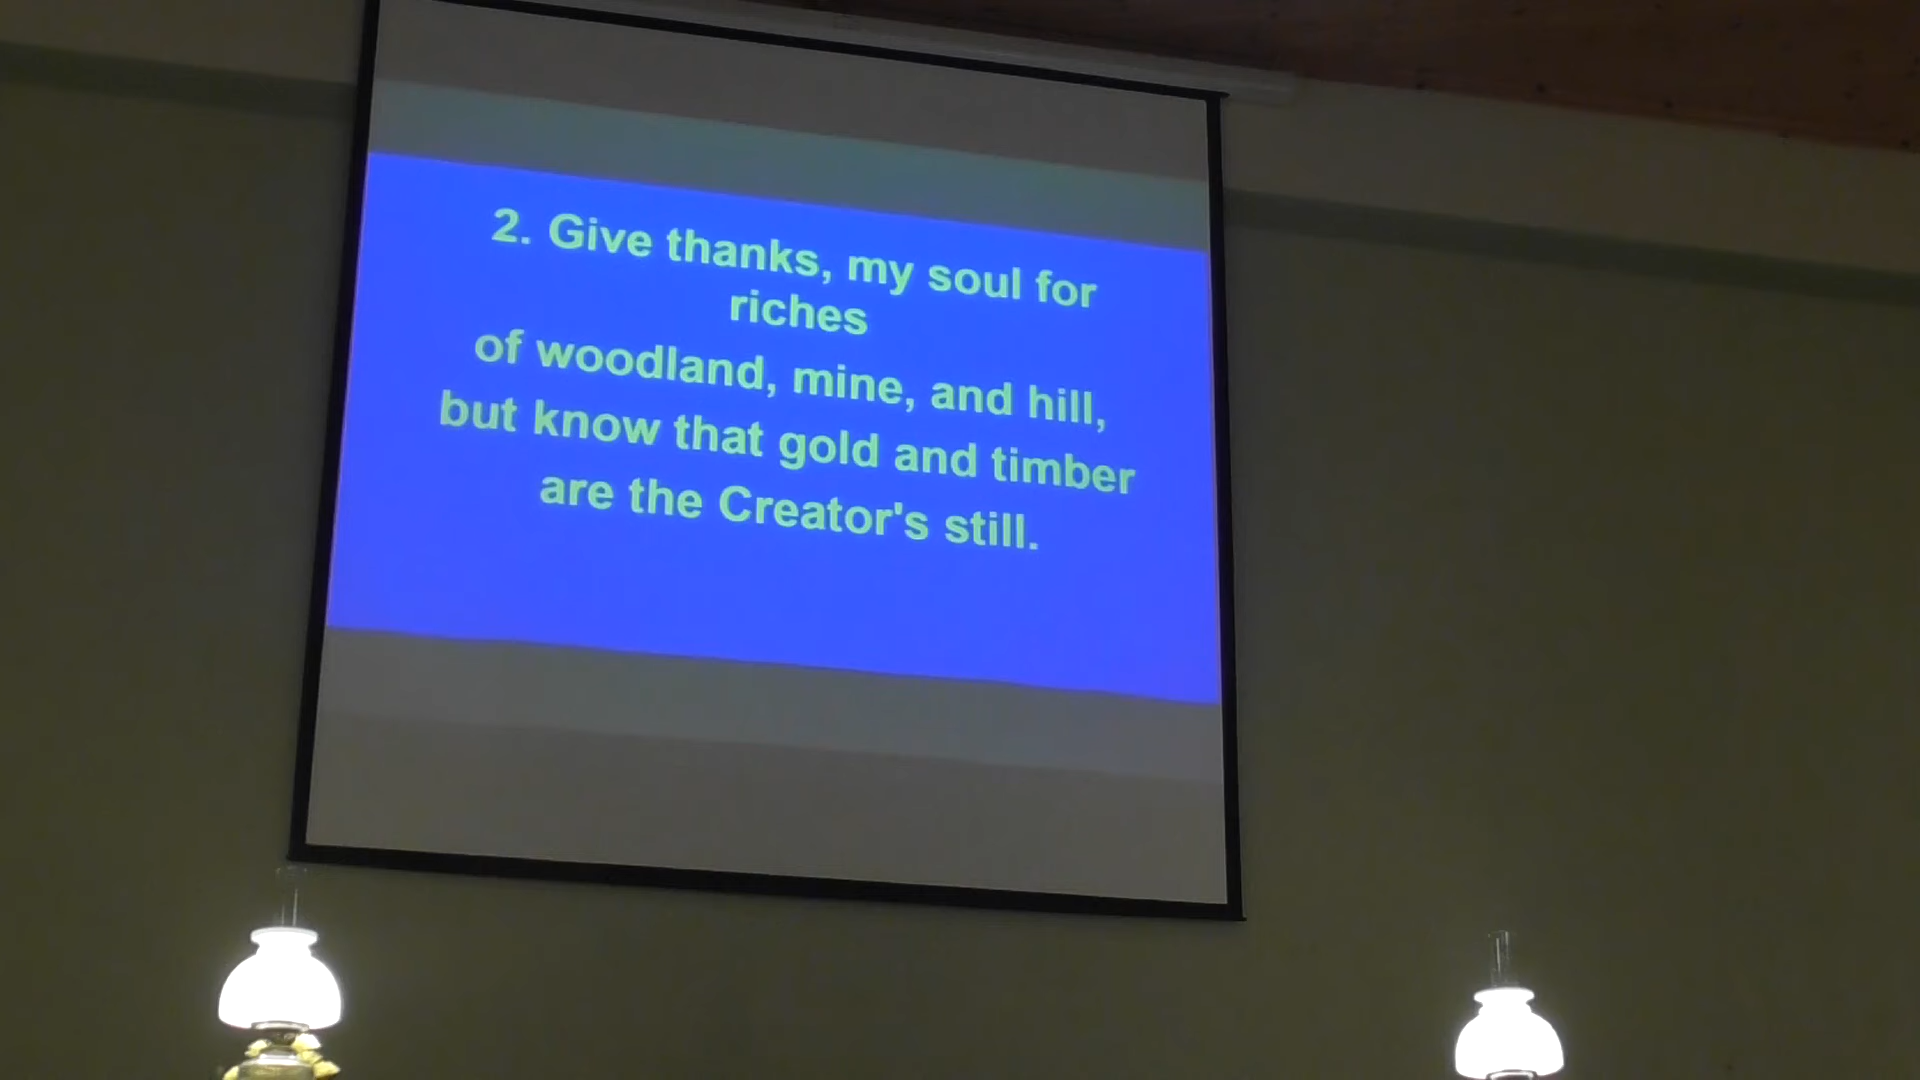 2. Give thanks, my soul for
riches
of woodland, mine, and hill,
but know that gold and timber
are the Creator's still.